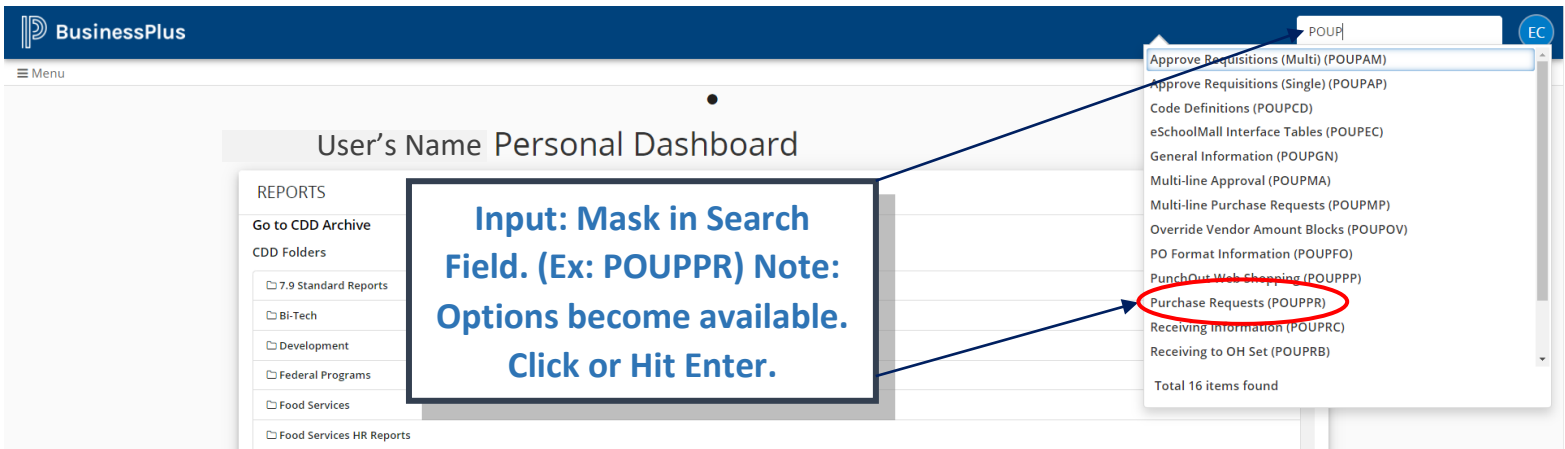 BusinessPlus
POUP
EC
Menu
Approve Requisitions (Multi) (POUPAM)
Approve Requisitions (Single) (POUPAP)
Code Definitions (POUPCD)
eSchoolMall Interface Tables (POUPEC)
General Information (POUPGN)
Multi-line Approval (POUPMA)
Multi-line Purchase Requests (POUPMP)
Override Vendor Amount Blocks (POUPOV)
PO Format Information (POUPFO)
PunchOut Web Shopping (POUPPP)
Purchase Requests (POUPPR)
Receiving Information (POUPRC)
Receiving to OH Set (POUPRB)
Total 16 items found
User's Name Personal Dashboard
REPORTS
Go to CDD Archive
CDD Folders
7.9 Standard Reports
Bi-Tech
Development
Federal Programs
Food Services
Food Services HR Reports
Input: Mask in Search
Field. (Ex: POUPPR) Note:
Options become available.
Click or Hit Enter.